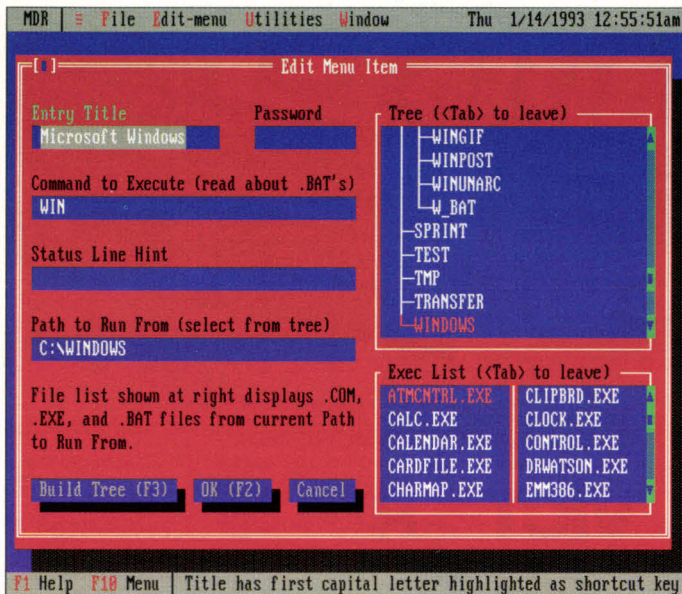 MDR ≡ File Edit-menu Utilities Window Thu 1/14/1993 12:55:51am
Edit Menu Item
Entry Title
Password
Microsoft Windows
Command to Execute (read about .BAT's)
WIN
Status Line Hint
Path to Run From (select from tree)
C:\WINDOWS
File list shown at right displays .COM,
.EXE, and .BAT files from current Path
to Run From.
Build Tree (F3) OK (F2) Cancel
Tree (<Tab> to leave)
WINGIF
WINPOST
WINUNARC
W_BAT
SPRINT
TEST
TMP
TRANSFER
WINDOWS
Exec List (<Tab> to leave)
ATMCNTRL.EXE CLIPBRD.EXE
CALC.EXE CLOCK.EXE
CALENDAR.EXE CONTROL.EXE
CARDFILE.EXE DRWATSON.EXE
CHARMAP.EXE EMM386.EXE
F1 Help F10 Menu Title has first capital letter highlighted as shortcut key